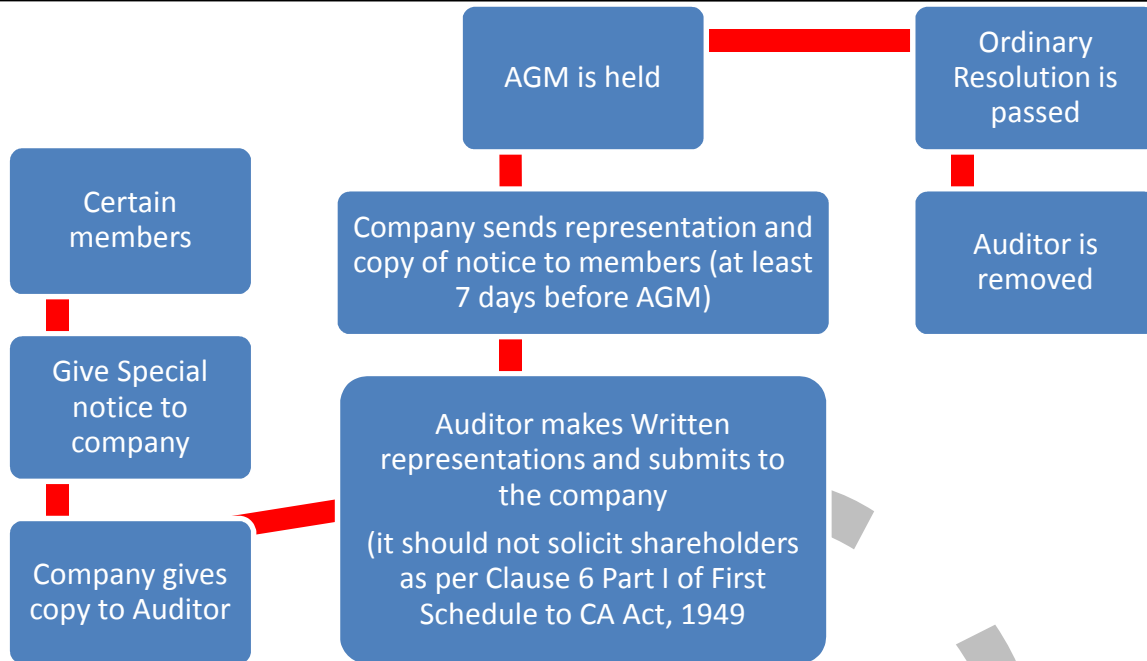 Certain
members
Give Special
notice to
company
Company gives
copy to Auditor
Auditor makes Written
representations and submits to
the company
(it should not solicit shareholders
as per Clause 6 Part I of First
Schedule to CA Act, 1949
Company sends representation and
copy of notice to members (at least
7 days before AGM)
AGM is held
Ordinary
Resolution is
passed
Auditor is
removed